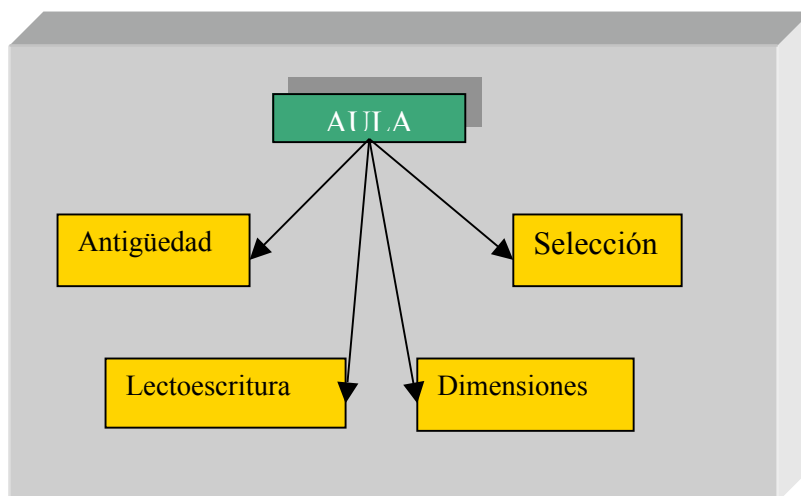 AULA
Antigüedad
Selección
Lectoescritura
Dimensiones